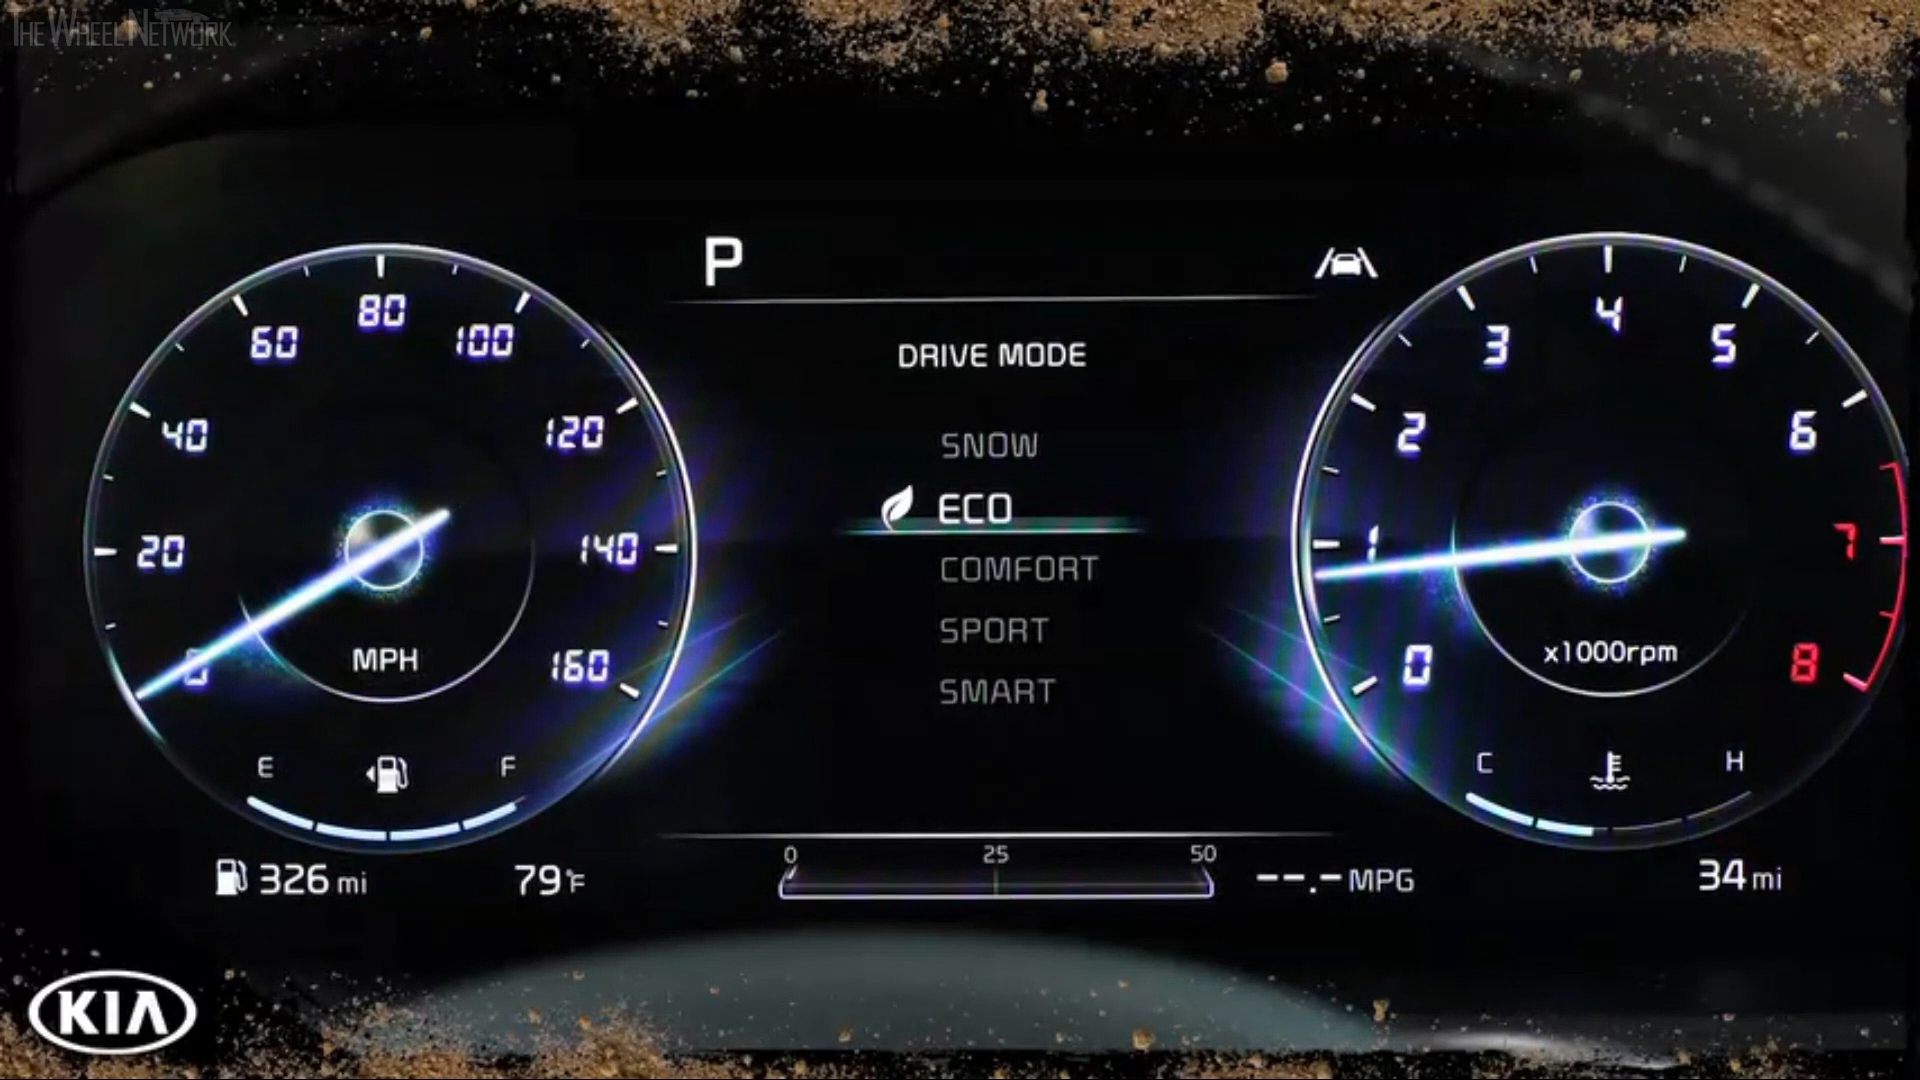 THE WHEEL NETWORK
P
DRIVE MODE
SNOW
ECO
COMFORT
SPORT
SMART
0
20
40
60
80
100
120
140
160
MPH
E
F
326 mi
79°F
0
25
50
--.- MPG
0
1
2
3
4
5
6
7
8
x1000rpm
C
H
34 mi
KIA